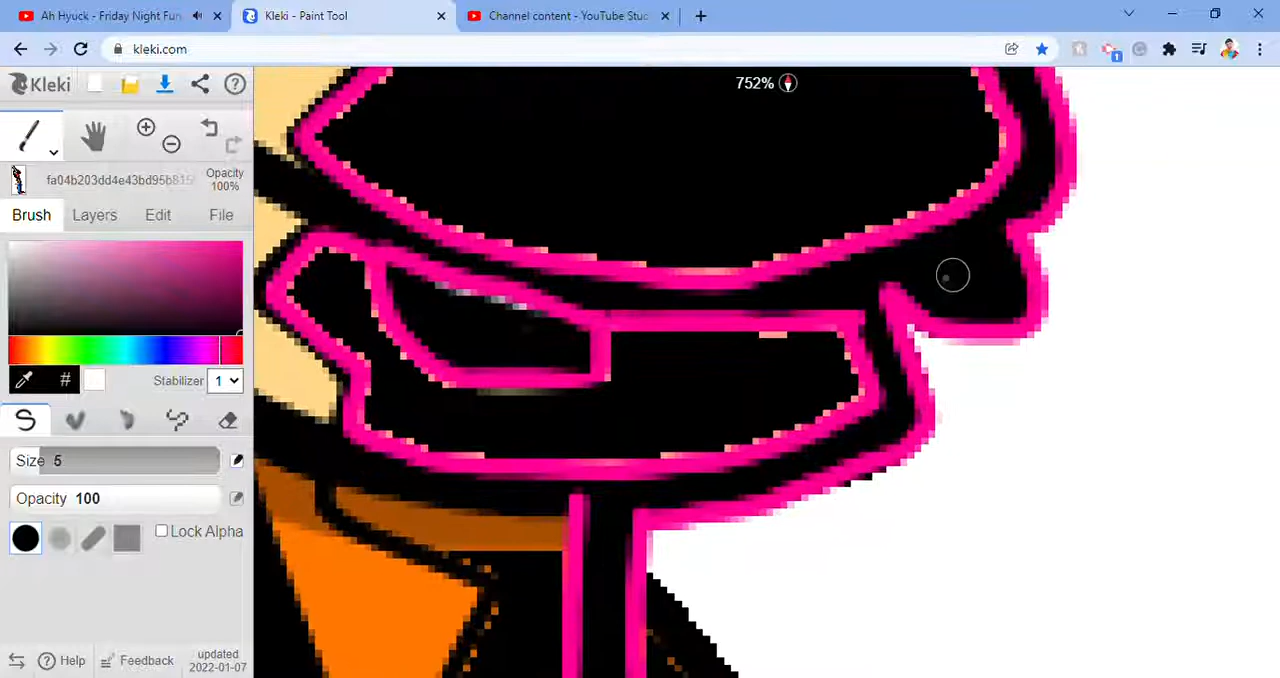 Ah Hyuck - Friday Night Fun
Kleki - Paint Tool
Channel content - YouTube Stud
kleki.com
1
Kleki
752%
fa04b203dd4e43bd95b815
Opacity
100%
Brush Layers Edit File
# Stabilizer 1
Size 5
Opacity 100
Lock Alpha
Help Feedback updated
2022-01-07